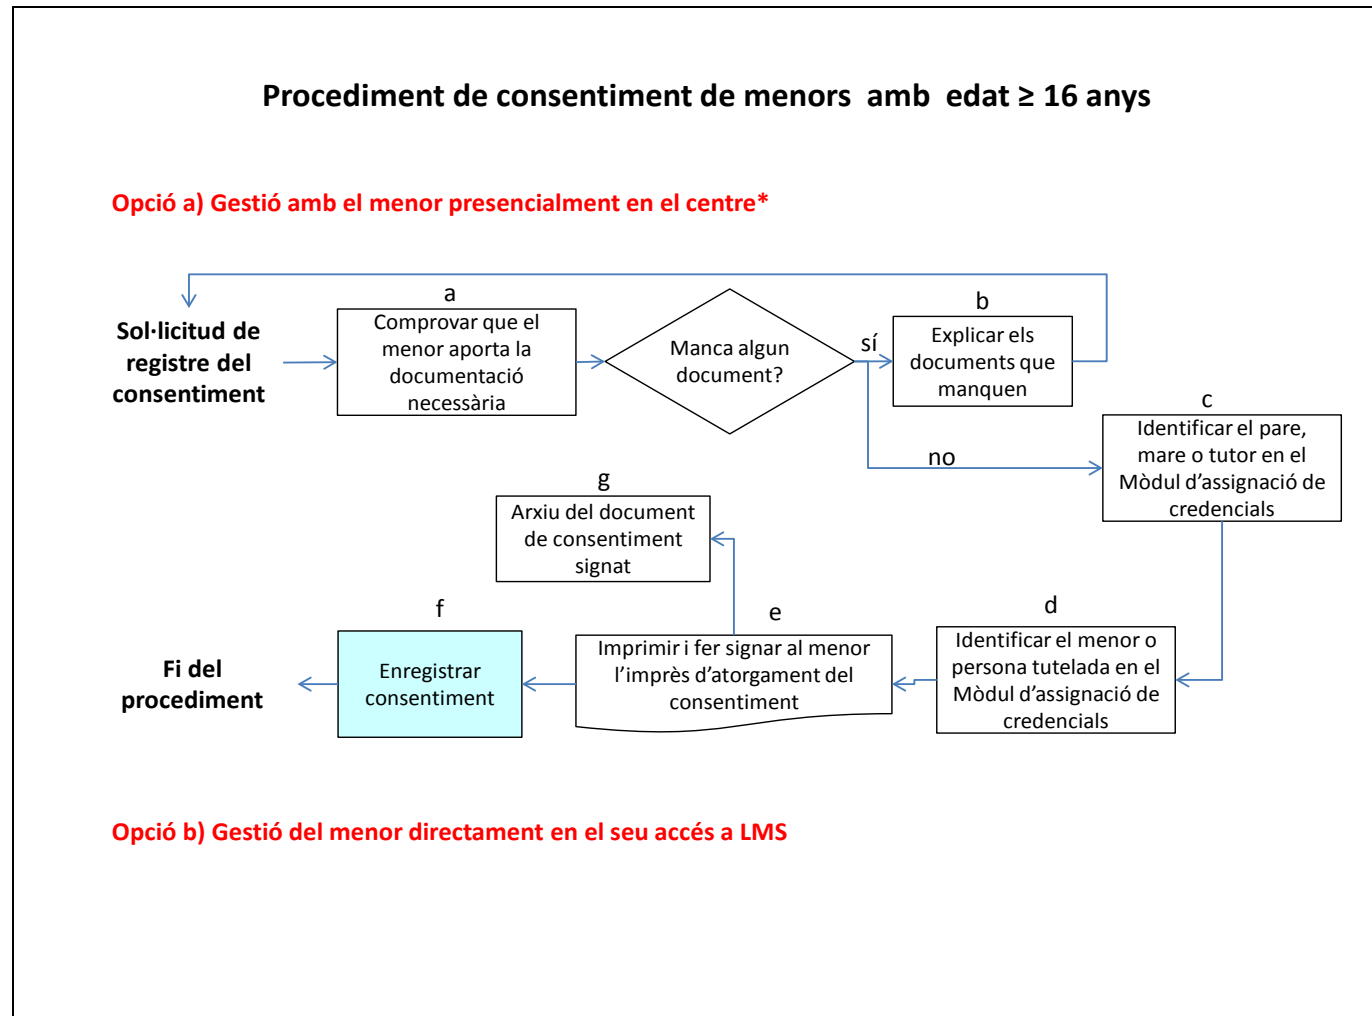 Procediment de consentiment de menors amb edat ≥ 16 anys
Opció a) Gestió amb el menor presencialment en el centre*
Sol·licitud de
registre del
consentiment
a
Comprovar que el
menor aporta la
documentació
necessària
Manca algun
document?
sí
b
Explicar els
documents que
manquen
no
c
Identificar el pare,
mare o tutor en el
Mòdul d’assignació de
credencials
d
Identificar el menor o
persona tutelada en el
Mòdul d’assignació de
credencials
e
Imprimir i fer signar al menor
l’imprès d’atorgament del
consentiment
g
Arxiu del document
de consentiment
signat
f
Enregistrar
consentiment
Fi del
procediment
Opció b) Gestió del menor directament en el seu accés a LMS